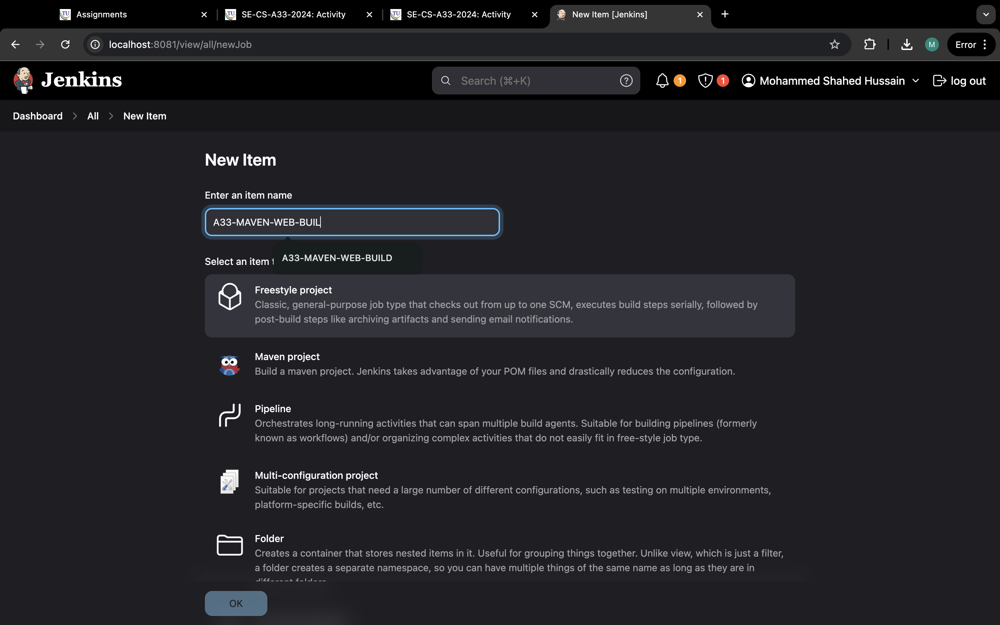 Assignments
SE-CS-A33-2024: Activity
SE-CS-A33-2024: Activity
New Item [Jenkins]
localhost:8081/view/all/newJob
M
Error
Jenkins
Search (⌘+K)
1
1
Mohammed Shahed Hussain
log out
Dashboard
All
New Item
New Item
Enter an item name
A33-MAVEN-WEB-BUIL
A33-MAVEN-WEB-BUILD
Select an item t
Freestyle project
Classic, general-purpose job type that checks out from up to one SCM, executes build steps serially, followed by
post-build steps like archiving artifacts and sending email notifications.
Maven project
Build a maven project. Jenkins takes advantage of your POM files and drastically reduces the configuration.
Pipeline
Orchestrates long-running activities that can span multiple build agents. Suitable for building pipelines (formerly
known as workflows) and/or organizing complex activities that do not easily fit in free-style job type.
Multi-configuration project
Suitable for projects that need a large number of different configurations, such as testing on multiple environments,
platform-specific builds, etc.
Folder
Creates a container that stores nested items in it. Useful for grouping things together. Unlike view, which is just a filter,
a folder creates a separate namespace, so you can have multiple things of the same name as long as they are in
different folders.
OK